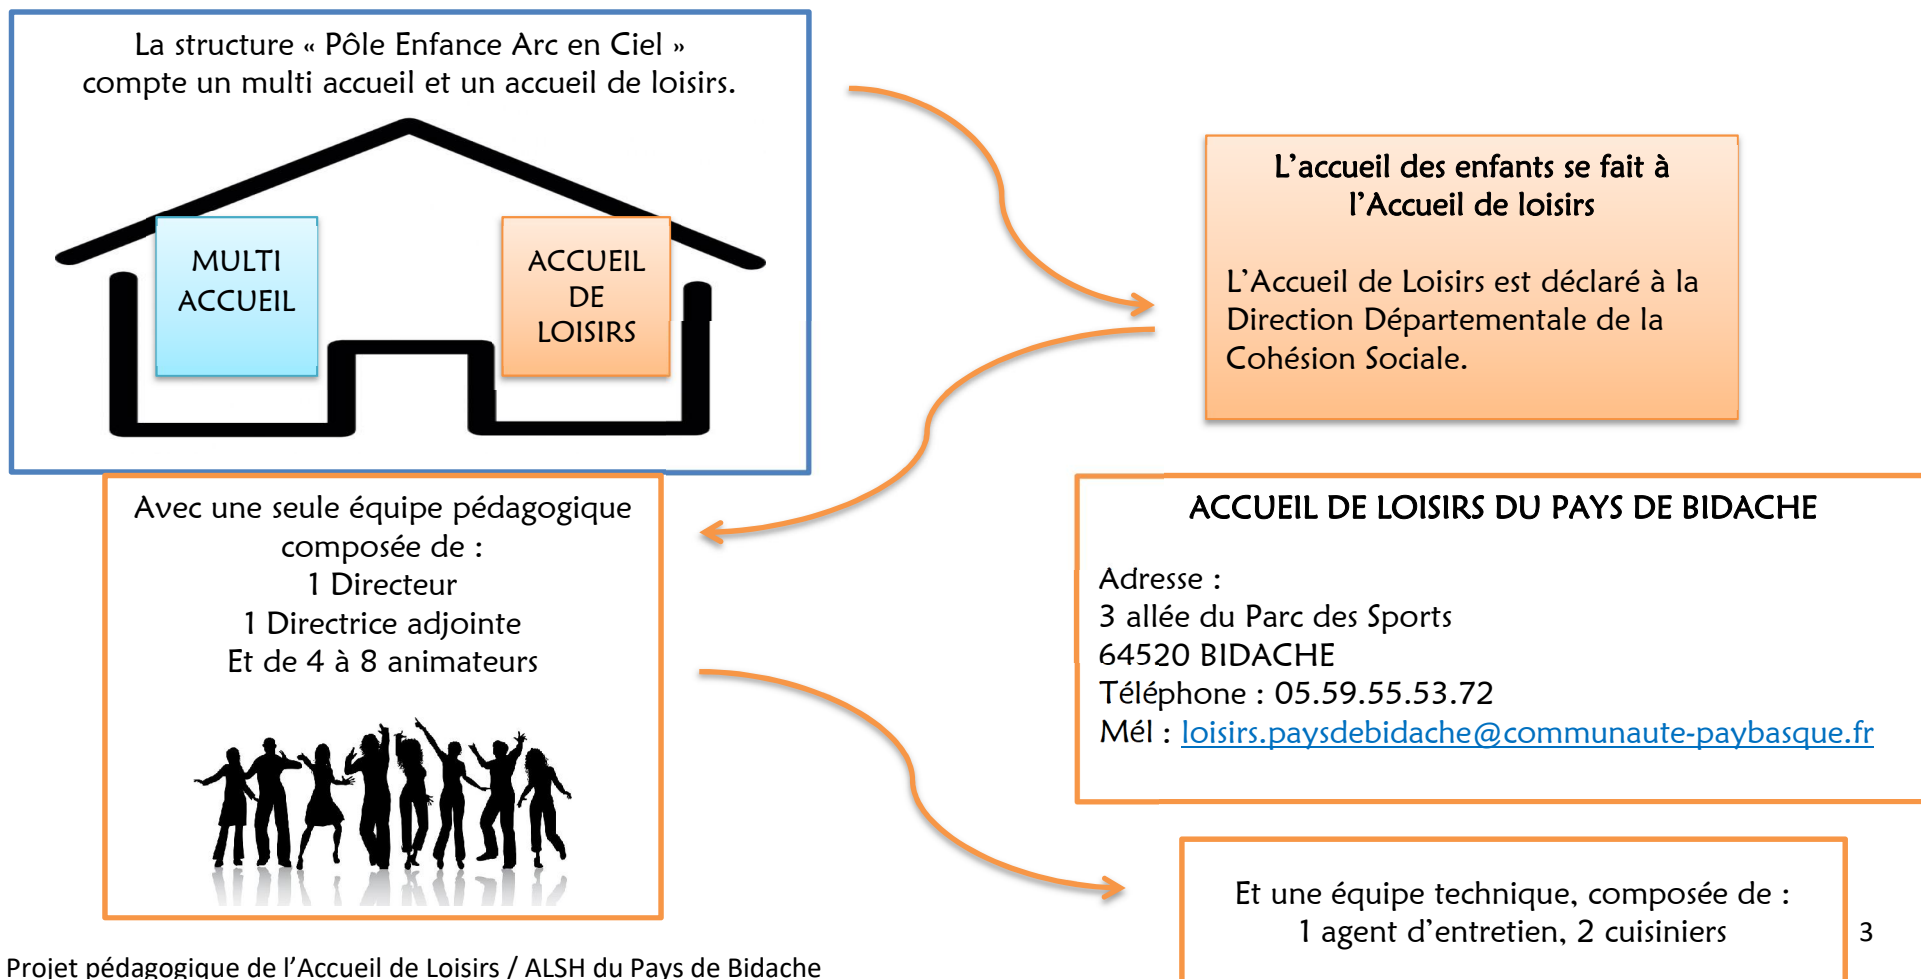 La structure « Pôle Enfance Arc en Ciel »
compte un multi accueil et un accueil de loisirs.
MULTI
ACCUEIL
ACCUEIL
DE
LOISIRS
L’accueil des enfants se fait à
l’Accueil de loisirs
L’Accueil de Loisirs est déclaré à la
Direction Départementale de la
Cohésion Sociale.
Avec une seule équipe pédagogique
composée de :
1 Directeur
1 Directrice adjointe
Et de 4 à 8 animateurs
ACCUEIL DE LOISIRS DU PAYS DE BIDACHE
Adresse :
3 allée du Parc des Sports
64520 BIDACHE
Téléphone : 05.59.55.53.72
Mél : loisirs.paysdebidache@communaute-paybasque.fr
Et une équipe technique, composée de :
1 agent d’entretien, 2 cuisiniers
3
Projet pédagogique de l’Accueil de Loisirs / ALSH du Pays de Bidache